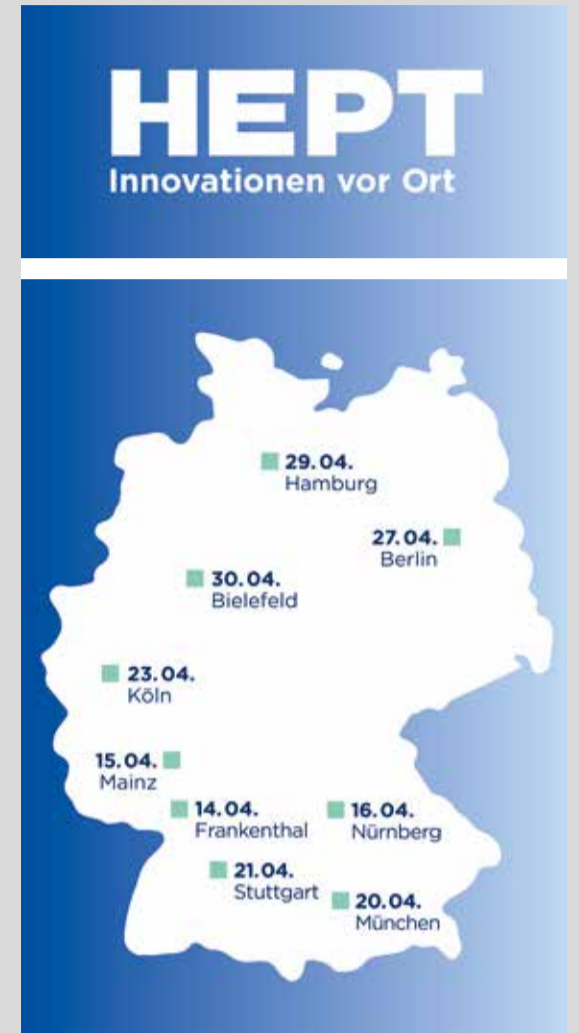 HEPT
Innovationen vor Ort
29.04.
Hamburg
27.04.
Berlin
30.04.
Bielefeld
23.04.
Köln
15.04.
Mainz
14.04.
Frankenthal
16.04.
Nürnberg
21.04.
Stuttgart
20.04.
München